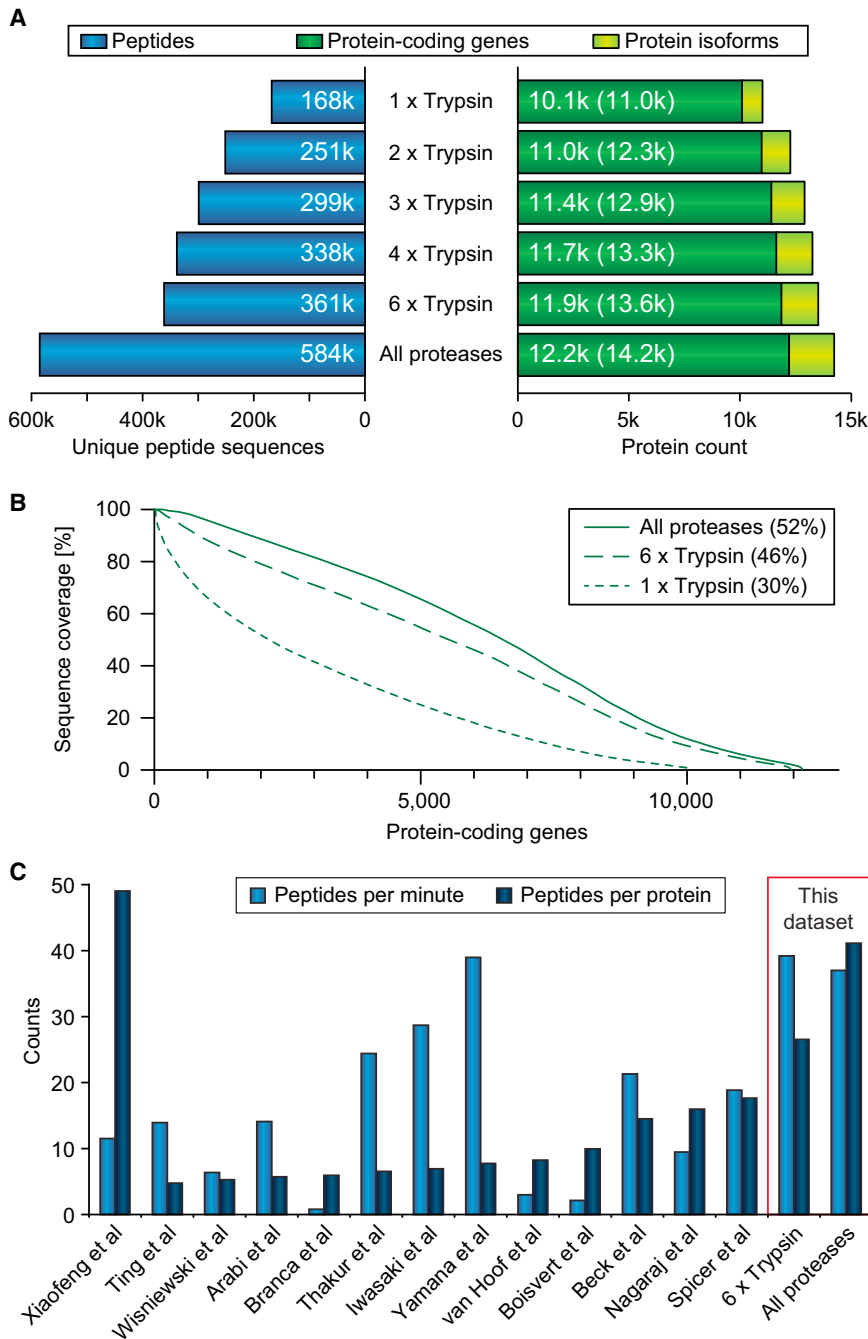 A
Peptides Protein-coding genes Protein isoforms
168k 1 x Trypsin 10.1k (11.0k)
251k 2 x Trypsin 11.0k (12.3k)
299k 3 x Trypsin 11.4k (12.9k)
338k 4 x Trypsin 11.7k (13.3k)
361k 6 x Trypsin 11.9k (13.6k)
584k All proteases 12.2k (14.2k)
600k 400k 200k 0 0 5k 10k 15k
Unique peptide sequences Protein count
B
Sequence coverage [%]
100
80
60
40
20
0
All proteases (52%)
6 x Trypsin (46%)
1 x Trypsin (30%)
0 5,000 10,000
Protein-coding genes
C
Counts
50
40
30
20
10
0
Peptides per minute Peptides per protein
This
dataset
Xiaofeng et al
Ting et al
Wisniewski et al
Arabi et al
Branca et al
Thakur et al
Iwasaki et al
Yamana et al
van Hoof et al
Boisvert et al
Beck et al
Nagaraj et al
Spicer et al
6 x Trypsin
All proteases